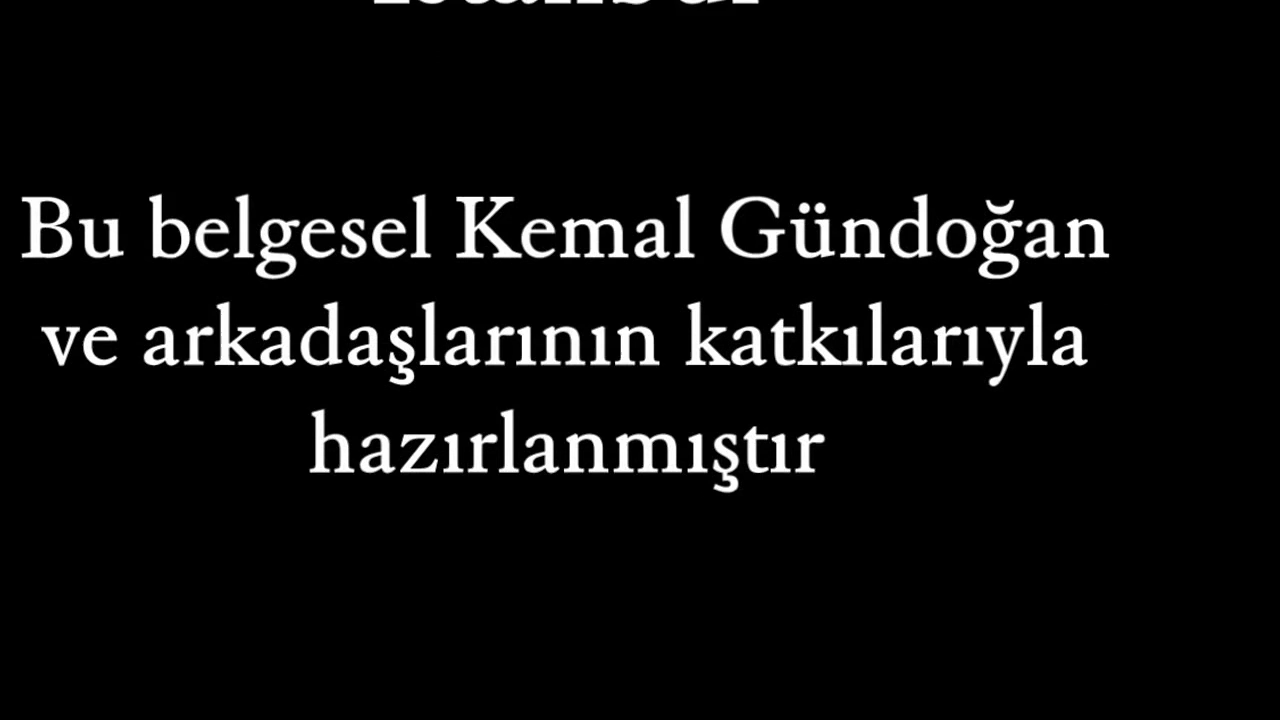 Bu belgesel Kemal Gündoğan
ve arkadaşlarının katkılarıyla
hazırlanmıştır